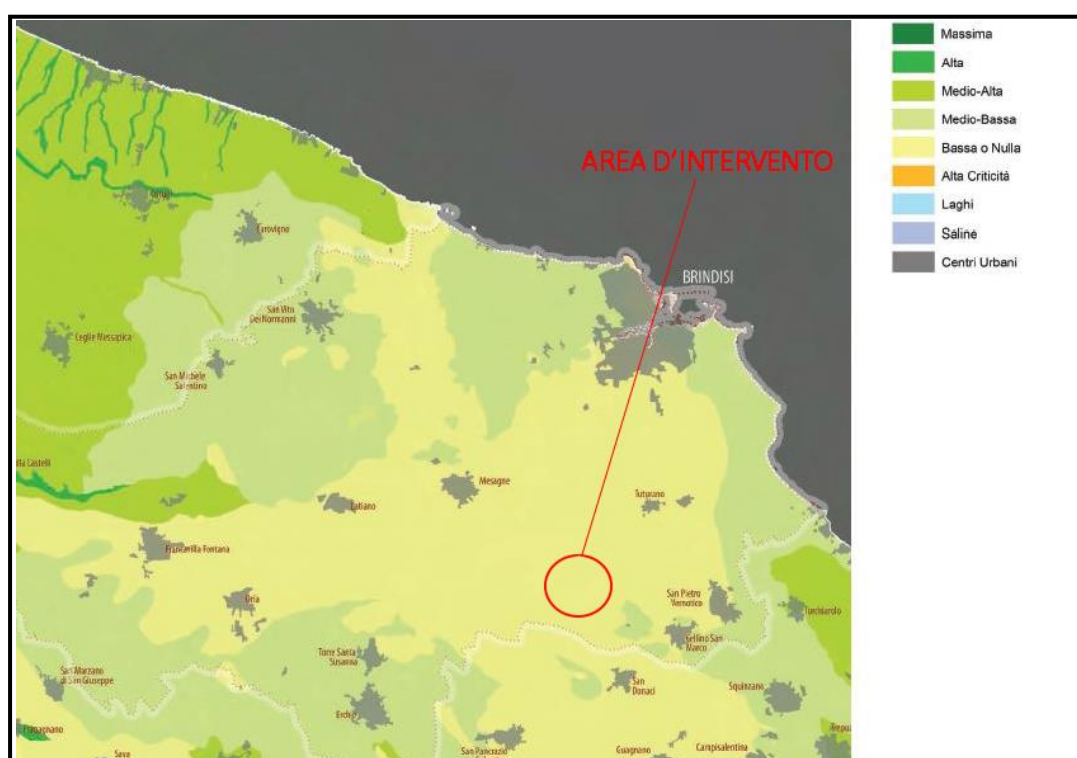 Massima
Alta
Medio-Alta
Medio-Bassa
Bassa o Nulla
Alta Criticità
Laghi
Saline
Centri Urbani
AREA D'INTERVENTO
BRINDISI
Carovigno
San Vito
Dei Normanni
Ceglie Messapica
San Michele
Salentino
Mesagne
Latiano
Tuturano
Francavilla Fontana
Oria
San Pietro
Vernotico
Torchiarolo
Cellino San
Marco
Torre Santa
Susanna
San Marzano
di San Giuseppe
San
Donaci
Squinzano
Erchie
San Pancrazio
Guagnano
Campisalentina
Sava